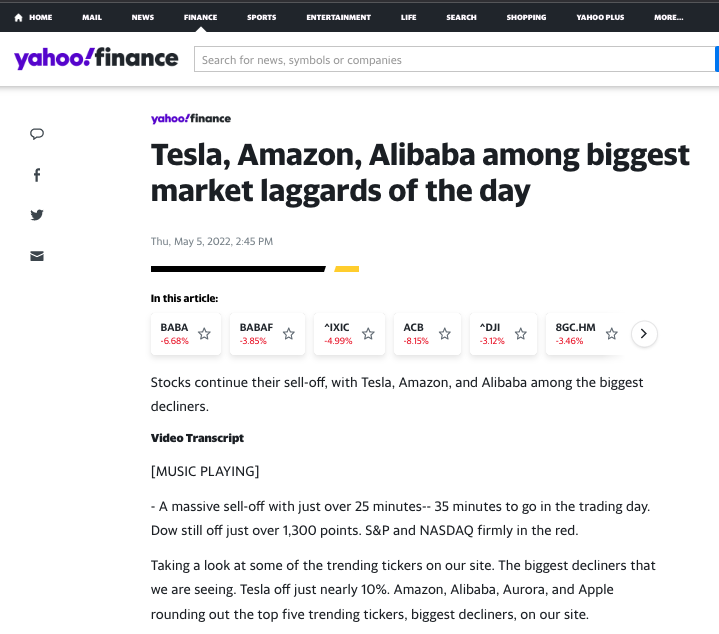 HOME MAIL NEWS FINANCE SPORTS ENTERTAINMENT LIFE SEARCH SHOPPING YAHOO PLUS MORE...
yahoo!finance
Search for news, symbols or companies
yahoo!finance
Tesla, Amazon, Alibaba among biggest
market laggards of the day
Thu, May 5, 2022, 2:45 PM
In this article:
BABA BABAF ^IXIC ACB ^DJI 8GC.HM
-6.68% -3.85% -4.99% -8.15% -3.12% -3.46%
Stocks continue their sell-off, with Tesla, Amazon, and Alibaba among the biggest
decliners.
Video Transcript
[MUSIC PLAYING]
- A massive sell-off with just over 25 minutes-- 35 minutes to go in the trading day.
Dow still off just over 1,300 points. S&P and NASDAQ firmly in the red.
Taking a look at some of the trending tickers on our site. The biggest decliners that
we are seeing. Tesla off just nearly 10%. Amazon, Alibaba, Aurora, and Apple
rounding out the top five trending tickers, biggest decliners, on our site.